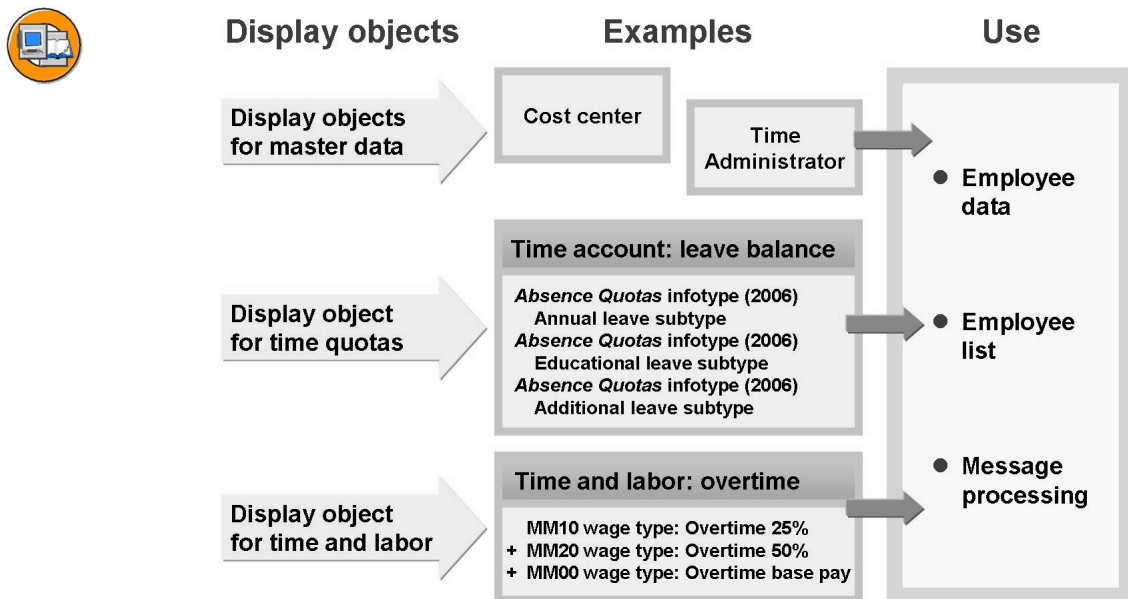 Display objects
Examples
Use
Display objects
for master data
Cost center
Time
Administrator
Employee
data
Display object
for time quotas
Time account: leave balance
Absence Quotas infotype (2006)
Annual leave subtype
Absence Quotas infotype (2006)
Educational leave subtype
Absence Quotas infotype (2006)
Additional leave subtype
Employee
list
Display object
for time and labor
Time and labor: overtime
MM10 wage type: Overtime 25%
+ MM20 wage type: Overtime 50%
+ MM00 wage type: Overtime base pay
Message
processing